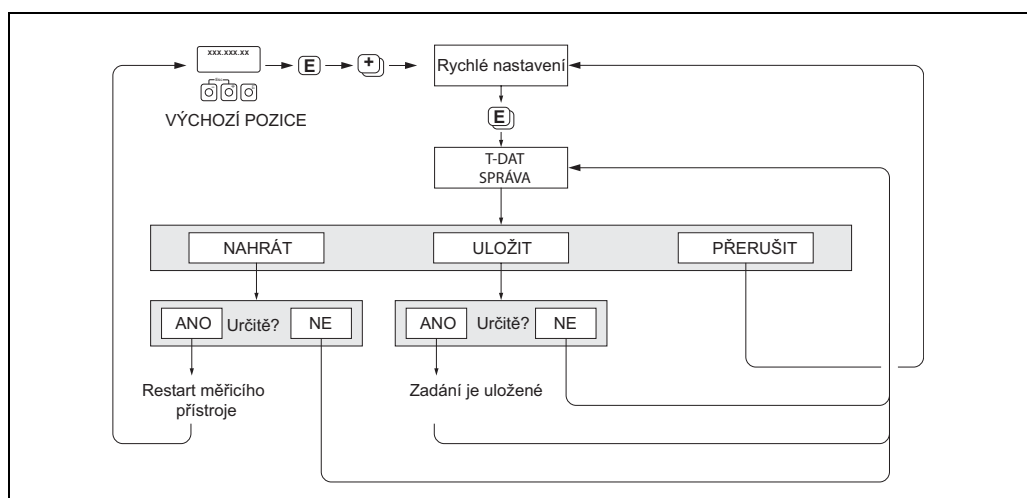 xxx.xxx.xx
Esc
E
+
Rychlé nastavení
VÝCHOZÍ POZICE
E
T-DAT
SPRÁVA
NAHRÁT
ULOŽIT
PŘERUŠIT
ANO
Určitě?
NE
ANO
Určitě?
NE
Restart měřicího
přístroje
Zadání je uložené